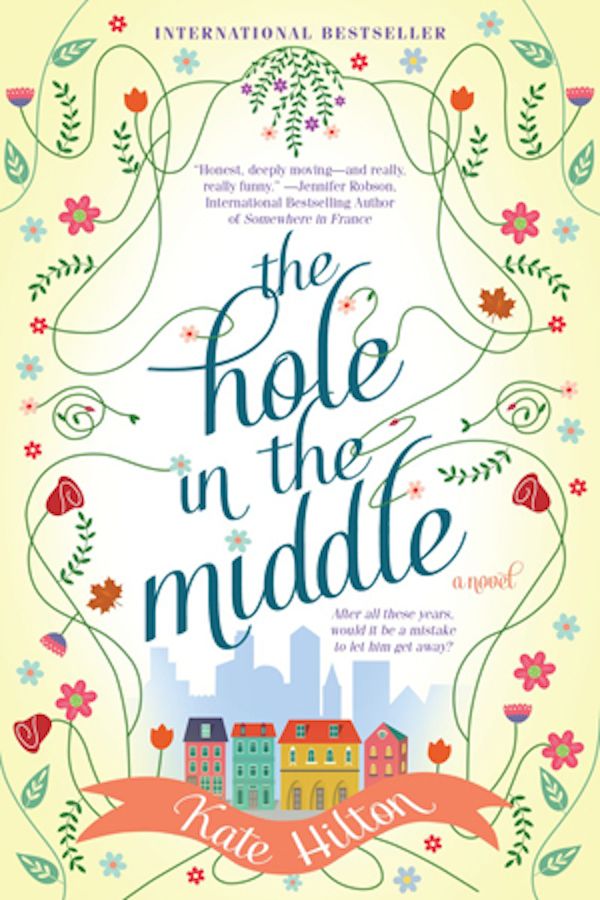 INTERNATIONAL BESTSELLER
"Honest, deeply moving—and really,
really funny." —Jennifer Robson,
International Bestselling Author
of Somewhere in France
the
hole
in the
middle
a novel
After all these years,
would it be a mistake
to let him get away?
Kate Hilton